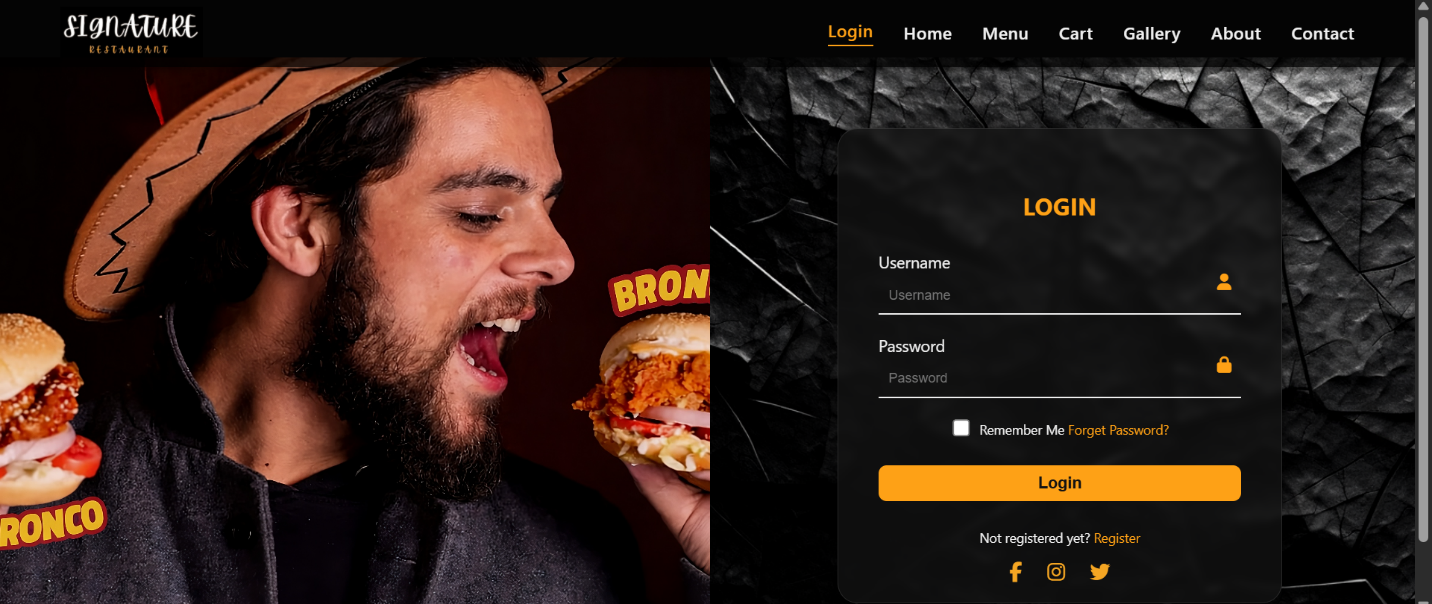 SIGNATURE
RESTAURANT
Login Home Menu Cart Gallery About Contact
BRON
RONCO
LOGIN
Username
Username
Password
Password
Remember Me Forget Password?
Login
Not registered yet? Register